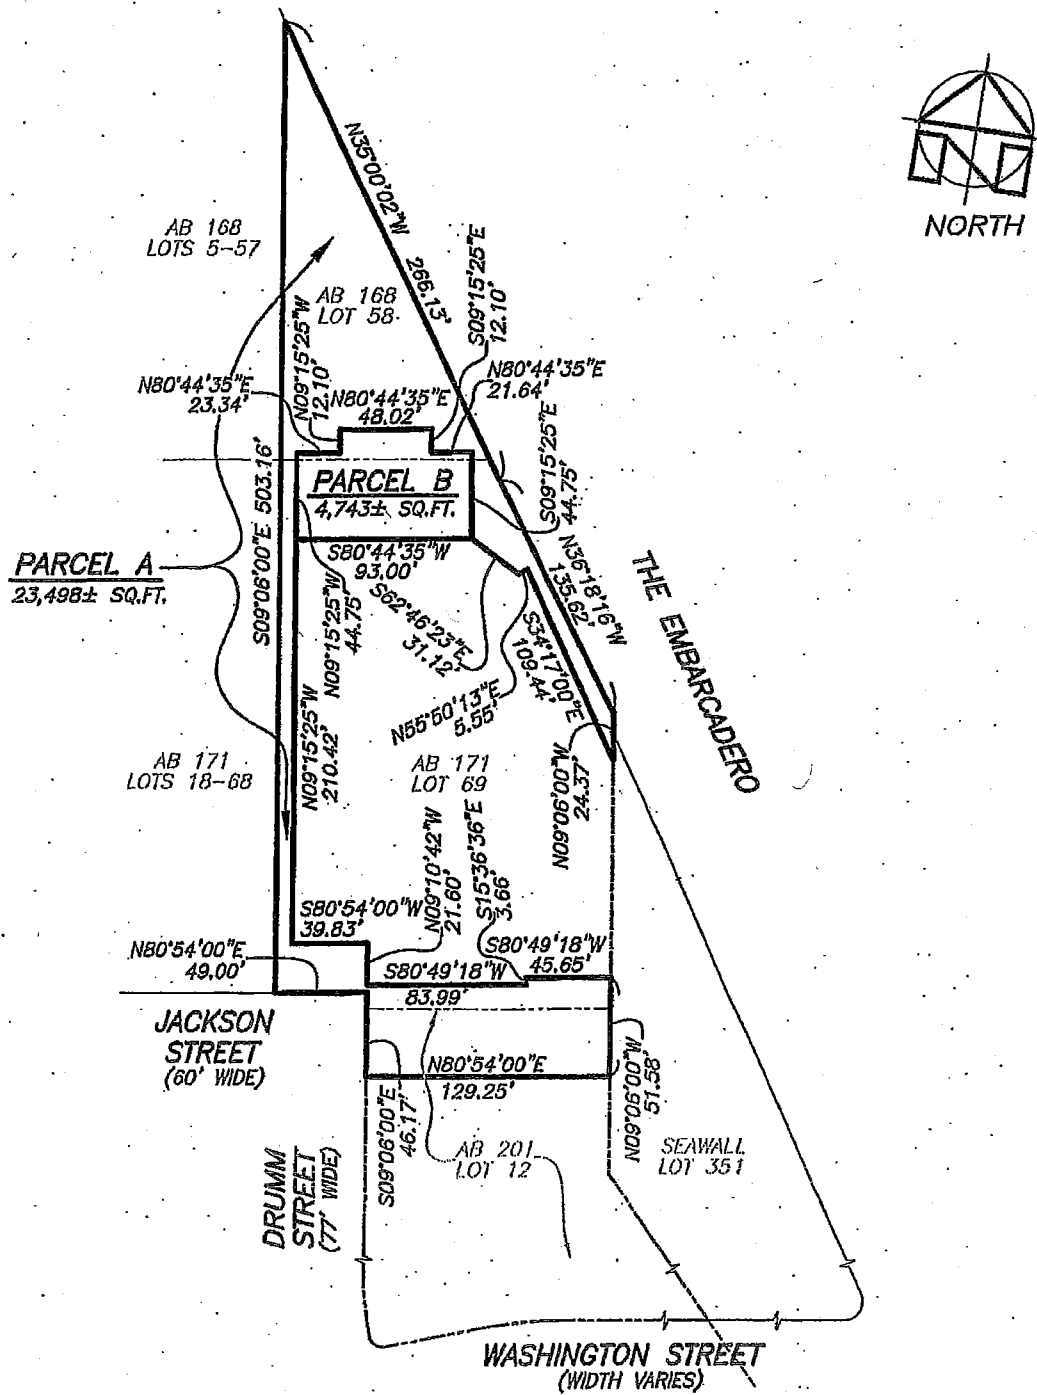 NORTH
N35°00'02"W 266.13'
AB 168
LOTS 5-57
AB 168
LOT 58
S09°15'25"E
12.10'
N09°15'25"W
12.10'
N80°44'35"E
23.34'
N80°44'35"E
48.02'
N80°44'35"E
21.64'
S09°15'25"E
44.75'
S09°06'00"E 503.16'
PARCEL B
4,743± SQ.FT.
S80°44'35"W
93.00'
PARCEL A
23,498± SQ.FT.
N09°15'25"W
44.75'
S62°46'23"E
31.12'
N36°18'16"W
135.62'
THE EMBARCADERO
S34°17'00"E
109.44'
N55°50'13"E
5.55'
N09°15'25"W
210.42'
AB 171
LOTS 18-68
AB 171
LOT 69
N09°06'00"W
24.37'
N09°10'42"W
21.60'
S15°36'36"E
3.66'
S80°54'00"W
39.83'
N80°54'00"E
49.00'
S80°49'18"W
83.99'
S80°49'18"W
45.65'
JACKSON
STREET
(60' WIDE)
N80°54'00"E
129.25'
S09°06'00"E
46.17'
N09°06'00"W
51.58'
AB 201
LOT 12
SEAWALL
LOT 351
DRUMM
STREET
(77' WIDE)
WASHINGTON STREET
(WIDTH VARIES)